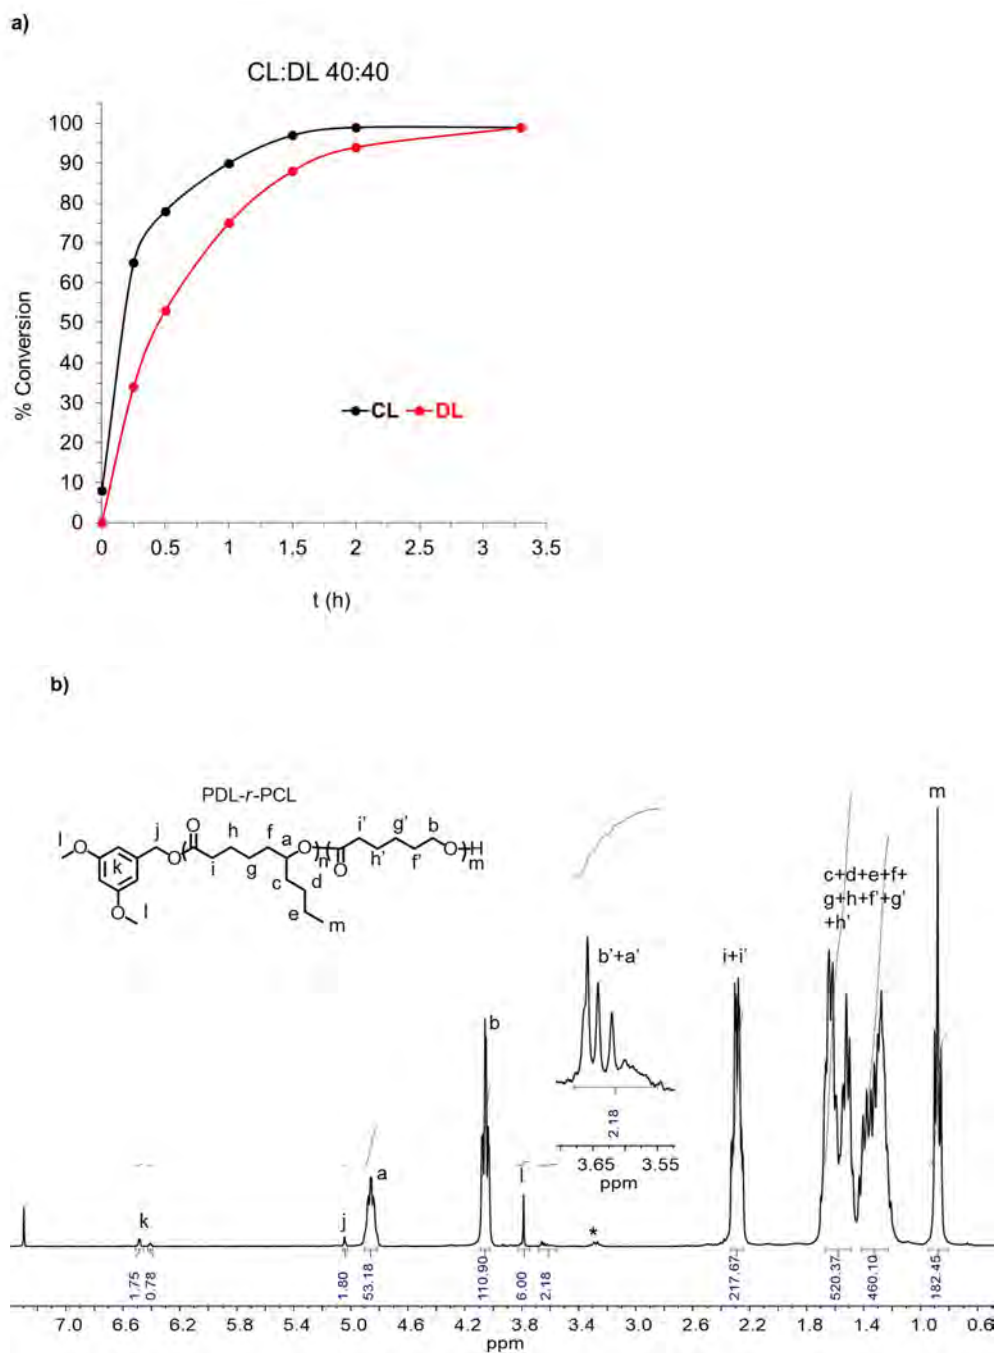 a)
CL:DL 40:40
100
90
80
70
60
50
40
30
20
10
0
% Conversion
CL DL
0 0.5 1 1.5 2 2.5 3 3.5
t (h)
b)
PDL-r-PCL
l
O
j
k
O
l
O
O
i
h
g
f
a
c
d
e
m
O
n
O
i'
h'
g'
f'
b
O
H
m
m
c+d+e+f+
g+h+f'+g'
+h'
b'+a'
i+i'
b
2.18
3.65 3.55
ppm
k
j
a
l
*
1.75
0.78
1.80
53.18
110.90
6.00
2.18
217.67
520.37
460.10
182.45
7.0 6.6 6.2 5.8 5.4 5.0 4.6 4.2 3.8 3.4 3.0 2.6 2.2 1.8 1.4 1.0 0.6
ppm